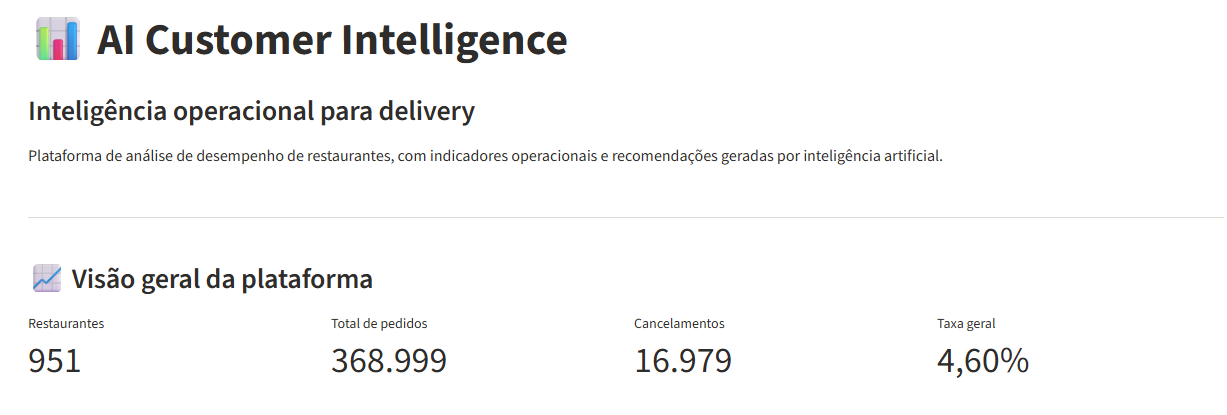 AI Customer Intelligence
Inteligência operacional para delivery
Plataforma de análise de desempenho de restaurantes, com indicadores operacionais e recomendações geradas por inteligência artificial.
Visão geral da plataforma
Restaurantes
Total de pedidos
Cancelamentos
Taxa geral
951
368.999
16.979
4,60%